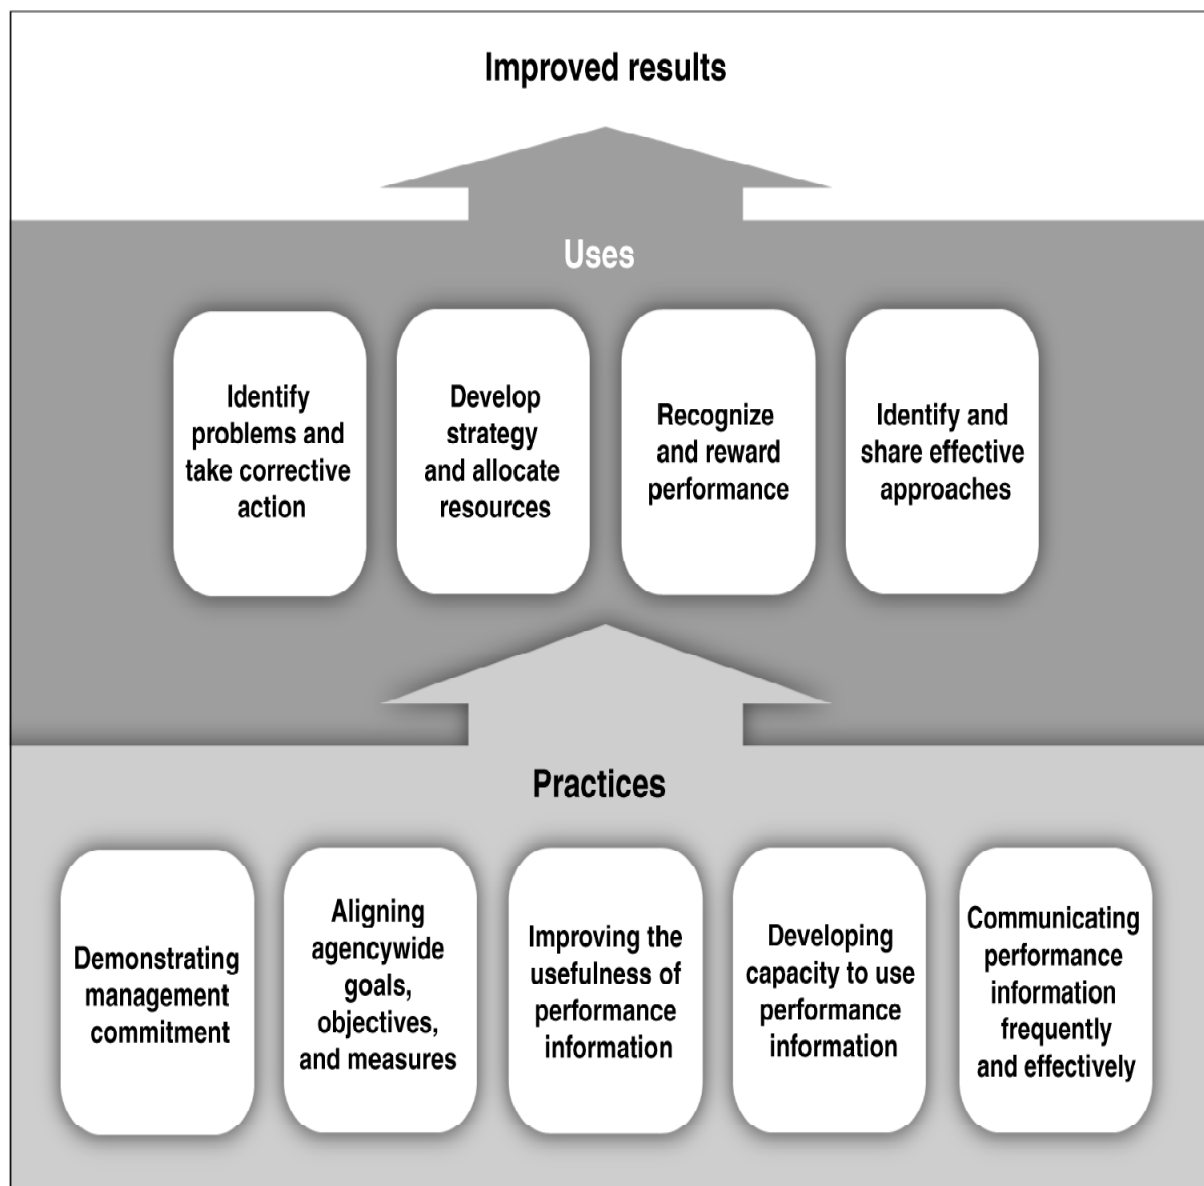 Improved results
Uses
Identify
problems and
take corrective
action
Develop
strategy
and allocate
resources
Recognize
and reward
performance
Identify and
share effective
approaches
Practices
Demonstrating
management
commitment
Aligning
agencywide
goals,
objectives,
and measures
Improving the
usefulness of
performance
information
Developing
capacity to use
performance
information
Communicating
performance
information
frequently
and effectively